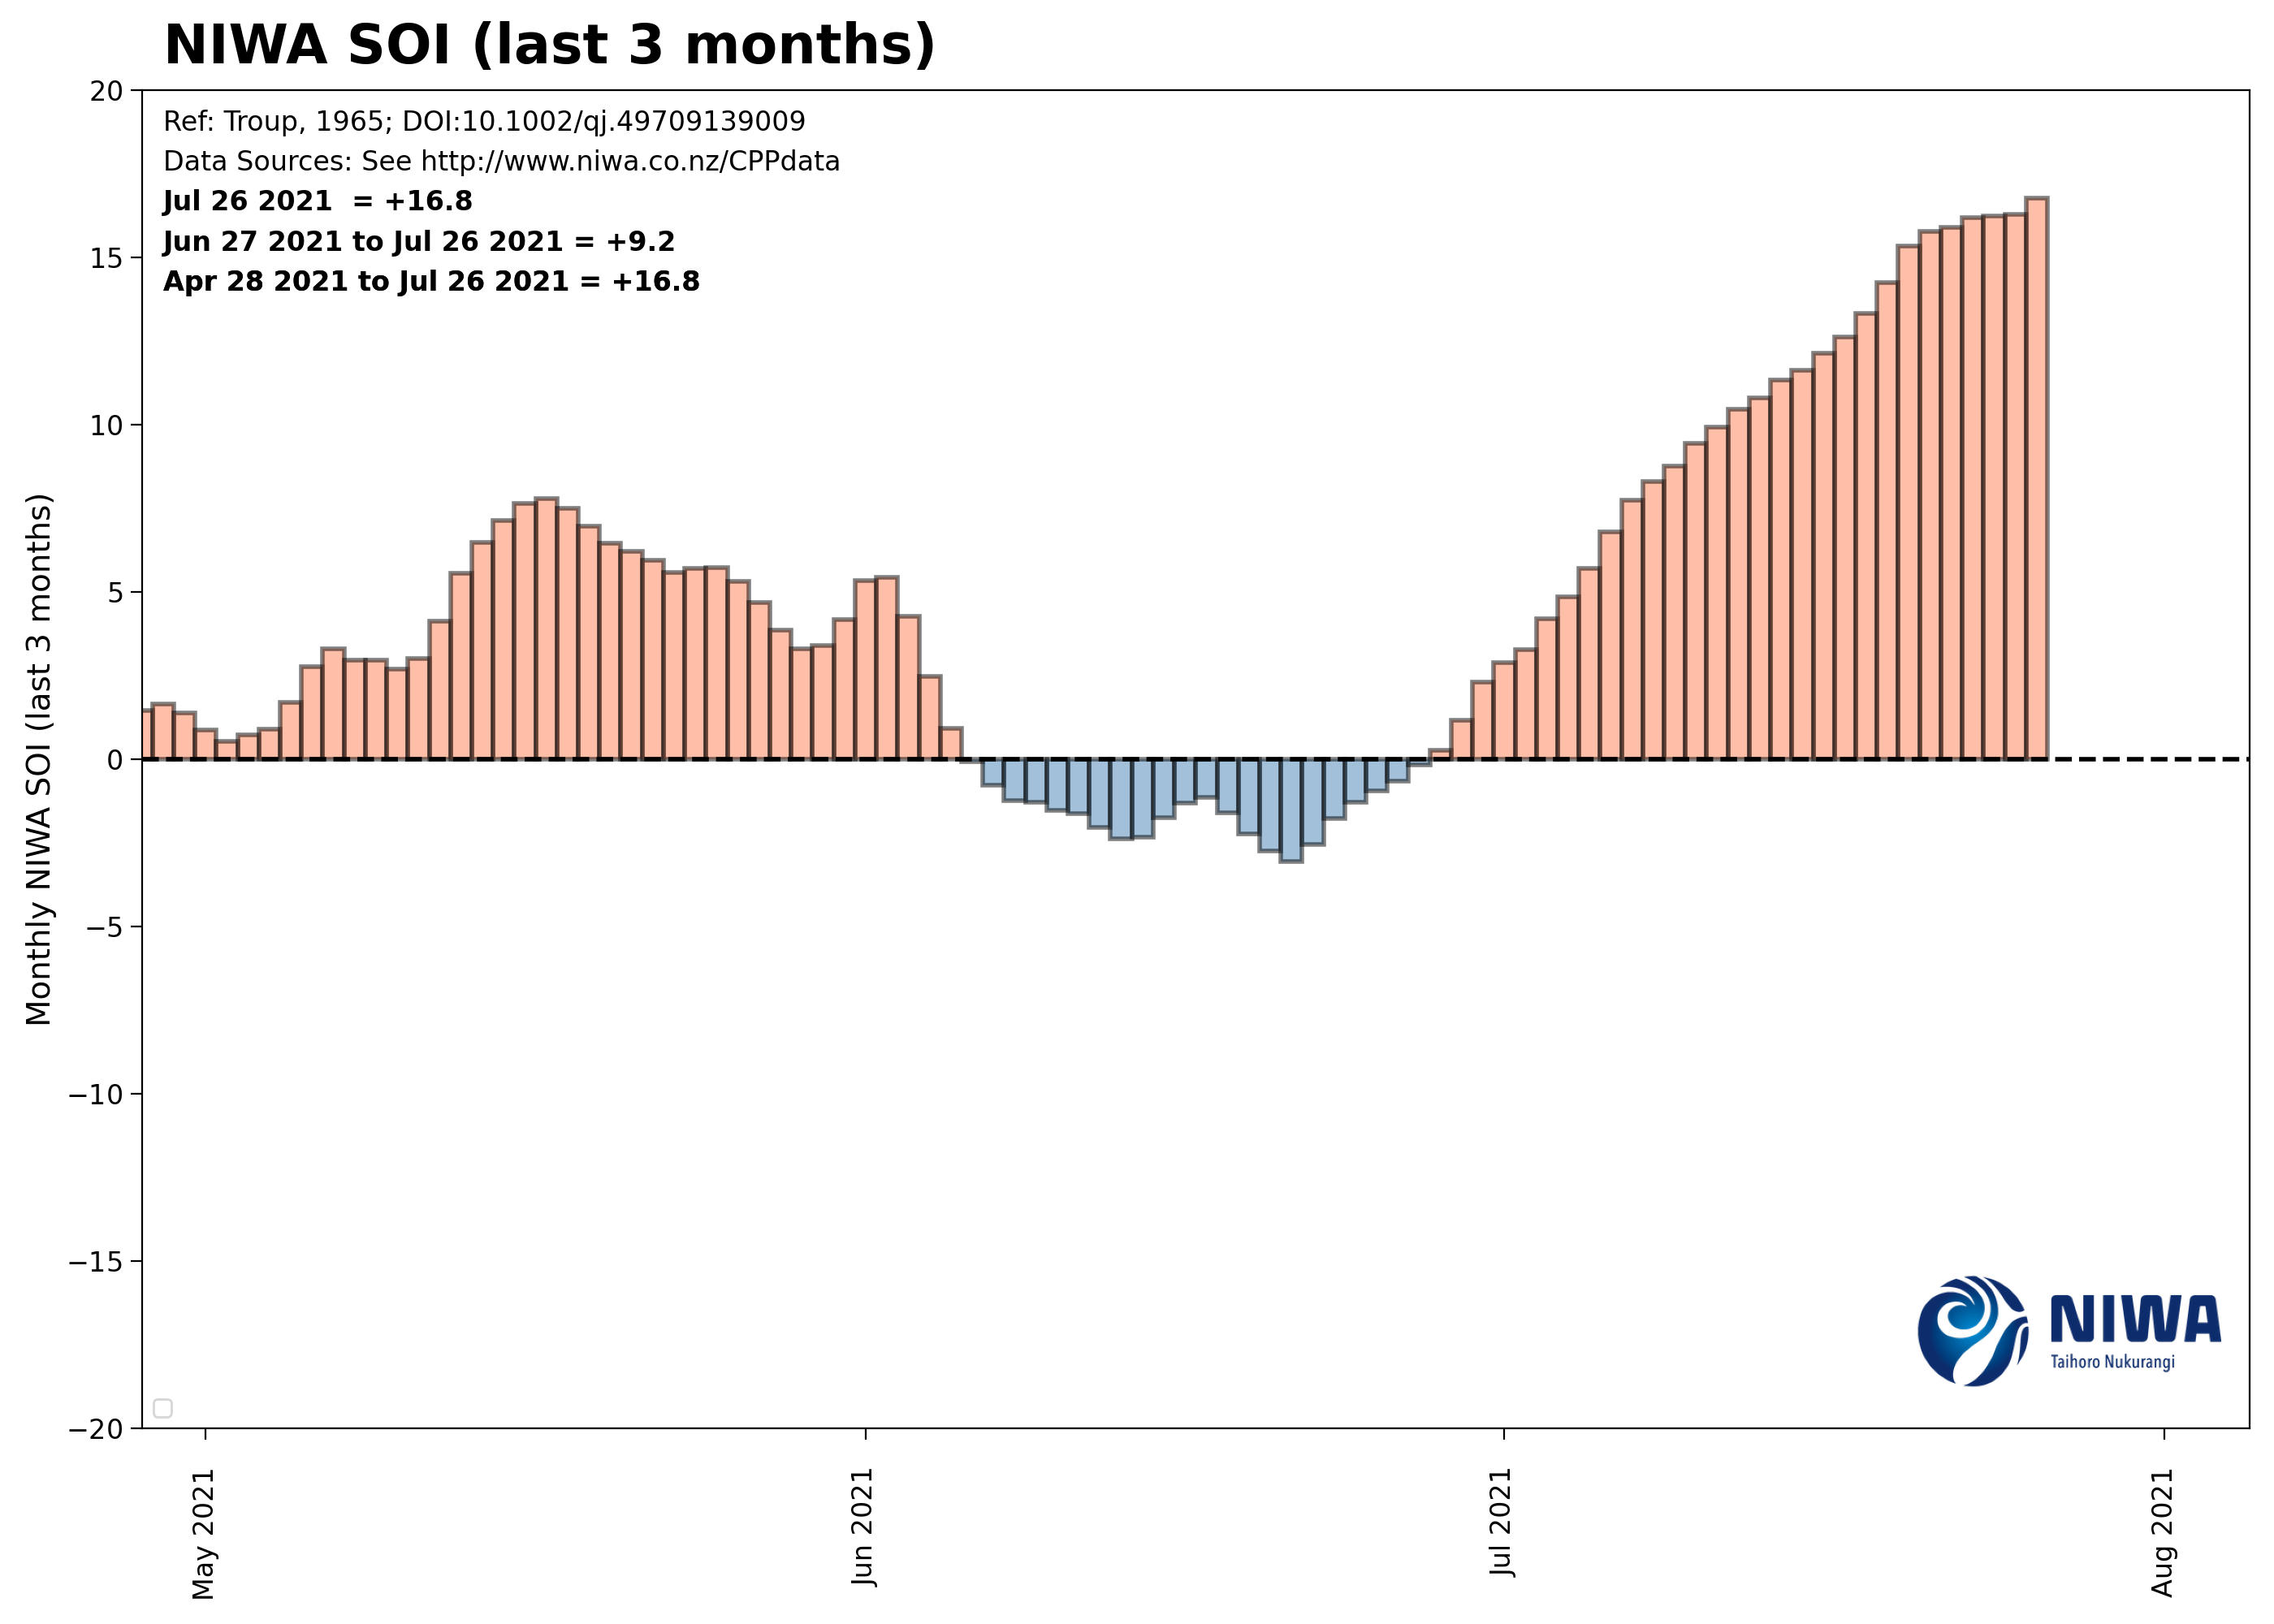 NIWA SOI (last 3 months)
Ref: Troup, 1965; DOI:10.1002/qj.49709139009
Data Sources: See http://www.niwa.co.nz/CPPdata
Jul 26 2021  = +16.8
Jun 27 2021 to Jul 26 2021 = +9.2
Apr 28 2021 to Jul 26 2021 = +16.8
Monthly NIWA SOI (last 3 months)
20
15
10
5
0
−5
−10
−15
−20
May 2021
Jun 2021
Jul 2021
Aug 2021
NIWA
Taihoro Nukurangi